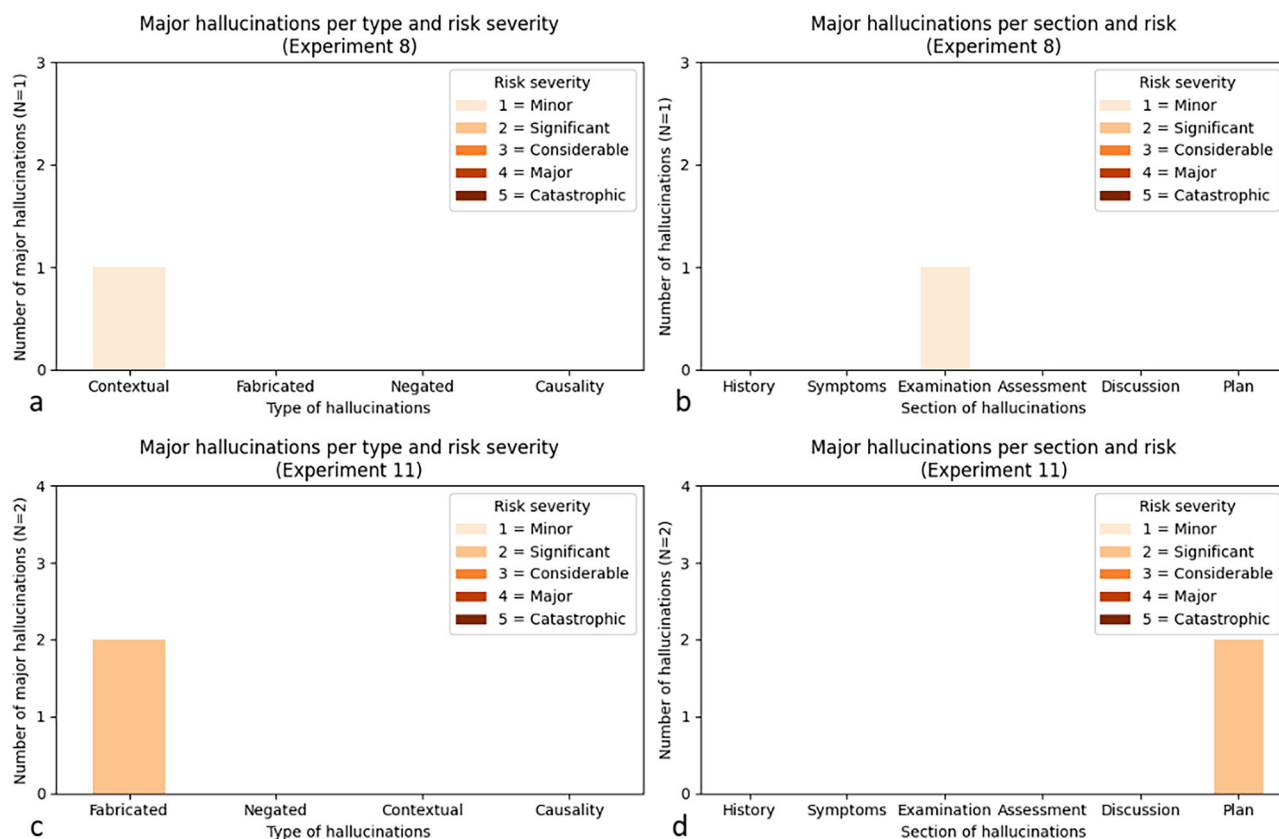 Major hallucinations per type and risk severity
(Experiment 8)
Number of major hallucinations (N=1)
3
2
1
0
Risk severity
1 = Minor
2 = Significant
3 = Considerable
4 = Major
5 = Catastrophic
Contextual Fabricated Negated Causality
Type of hallucinations
a
Major hallucinations per section and risk
(Experiment 8)
Number of hallucinations (N=1)
3
2
1
0
Risk severity
1 = Minor
2 = Significant
3 = Considerable
4 = Major
5 = Catastrophic
History Symptoms Examination Assessment Discussion Plan
Section of hallucinations
b
Major hallucinations per type and risk severity
(Experiment 11)
Number of major hallucinations (N=2)
4
3
2
1
0
Risk severity
1 = Minor
2 = Significant
3 = Considerable
4 = Major
5 = Catastrophic
Fabricated Negated Contextual Causality
Type of hallucinations
c
Major hallucinations per section and risk
(Experiment 11)
Number of hallucinations (N=2)
4
3
2
1
0
Risk severity
1 = Minor
2 = Significant
3 = Considerable
4 = Major
5 = Catastrophic
History Symptoms Examination Assessment Discussion Plan
Section of hallucinations
d